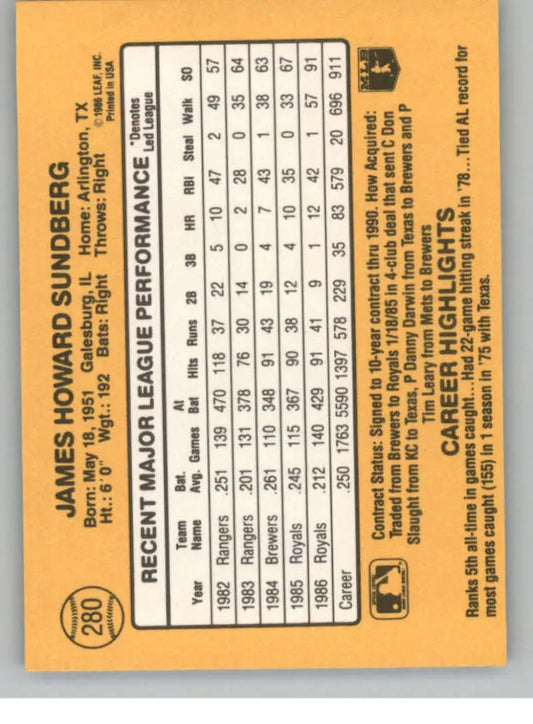 280
JAMES HOWARD SUNDBERG
Born: May 18, 1951 Galesburg, IL Home: Arlington, TX
Ht.: 6' 0" Wgt.: 192 Bats: Right Throws: Right
© 1986 LEAF, INC.
Printed in USA
RECENT MAJOR LEAGUE PERFORMANCE *Denotes Led League
Year Team Name Bat. Avg. Games At Bat Hits Runs 2B 3B HR RBI Steal Walk SO
1982 Rangers .251 139 470 118 37 22 5 10 47 2 49 57
1983 Rangers .201 131 378 76 30 14 0 2 28 0 35 64
1984 Brewers .261 110 348 91 43 19 4 7 43 1 38 63
1985 Royals .245 115 367 90 38 12 4 10 35 0 33 67
1986 Royals .212 140 429 91 41 9 1 12 42 1 57 91
Career .250 1763 5590 1397 578 229 35 83 579 20 696 911
Contract Status: Signed to 10-year contract thru 1990. How Acquired:
Traded from Brewers to Royals 1/18/85 in 4-club deal that sent C Don
Slaught from KC to Texas, P Danny Darwin from Texas to Brewers and P
Tim Leary from Mets to Brewers
MLB
CAREER HIGHLIGHTS
Ranks 5th all-time in games caught...Had 22-game hitting streak in '78...Tied AL record for
most games caught (155) in 1 season in '75 with Texas.